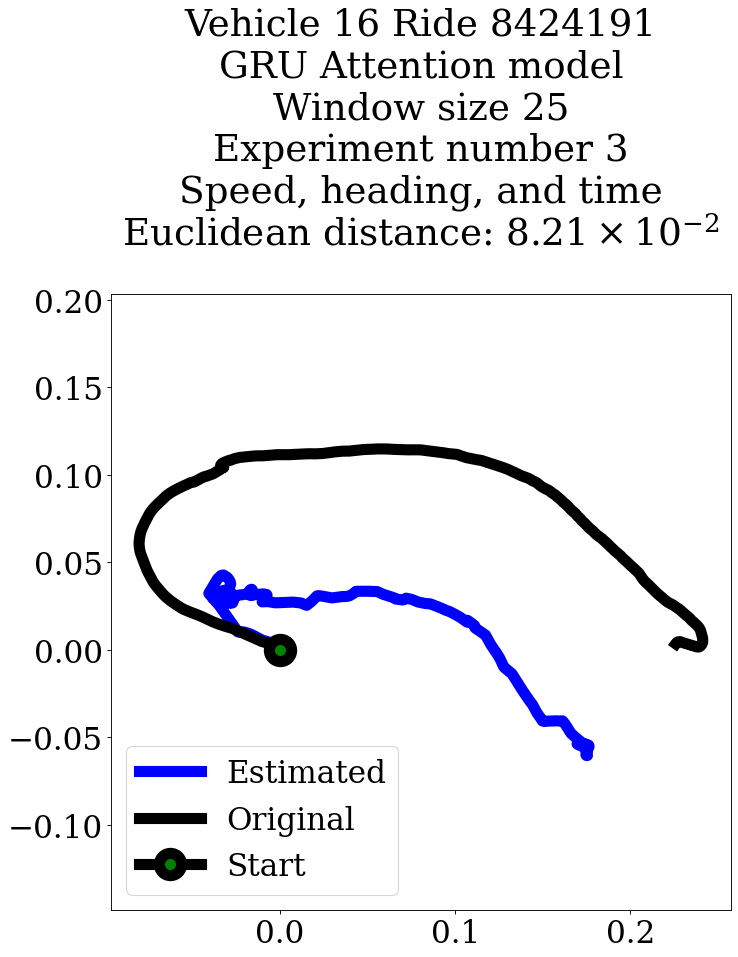 Vehicle 16 Ride 8424191
GRU Attention model
Window size 25
Experiment number 3
Speed, heading, and time
Euclidean distance: 8.21 × 10⁻²
0.20
0.15
0.10
0.05
0.00
−0.05
−0.10
Estimated
Original
Start
0.0 0.1 0.2